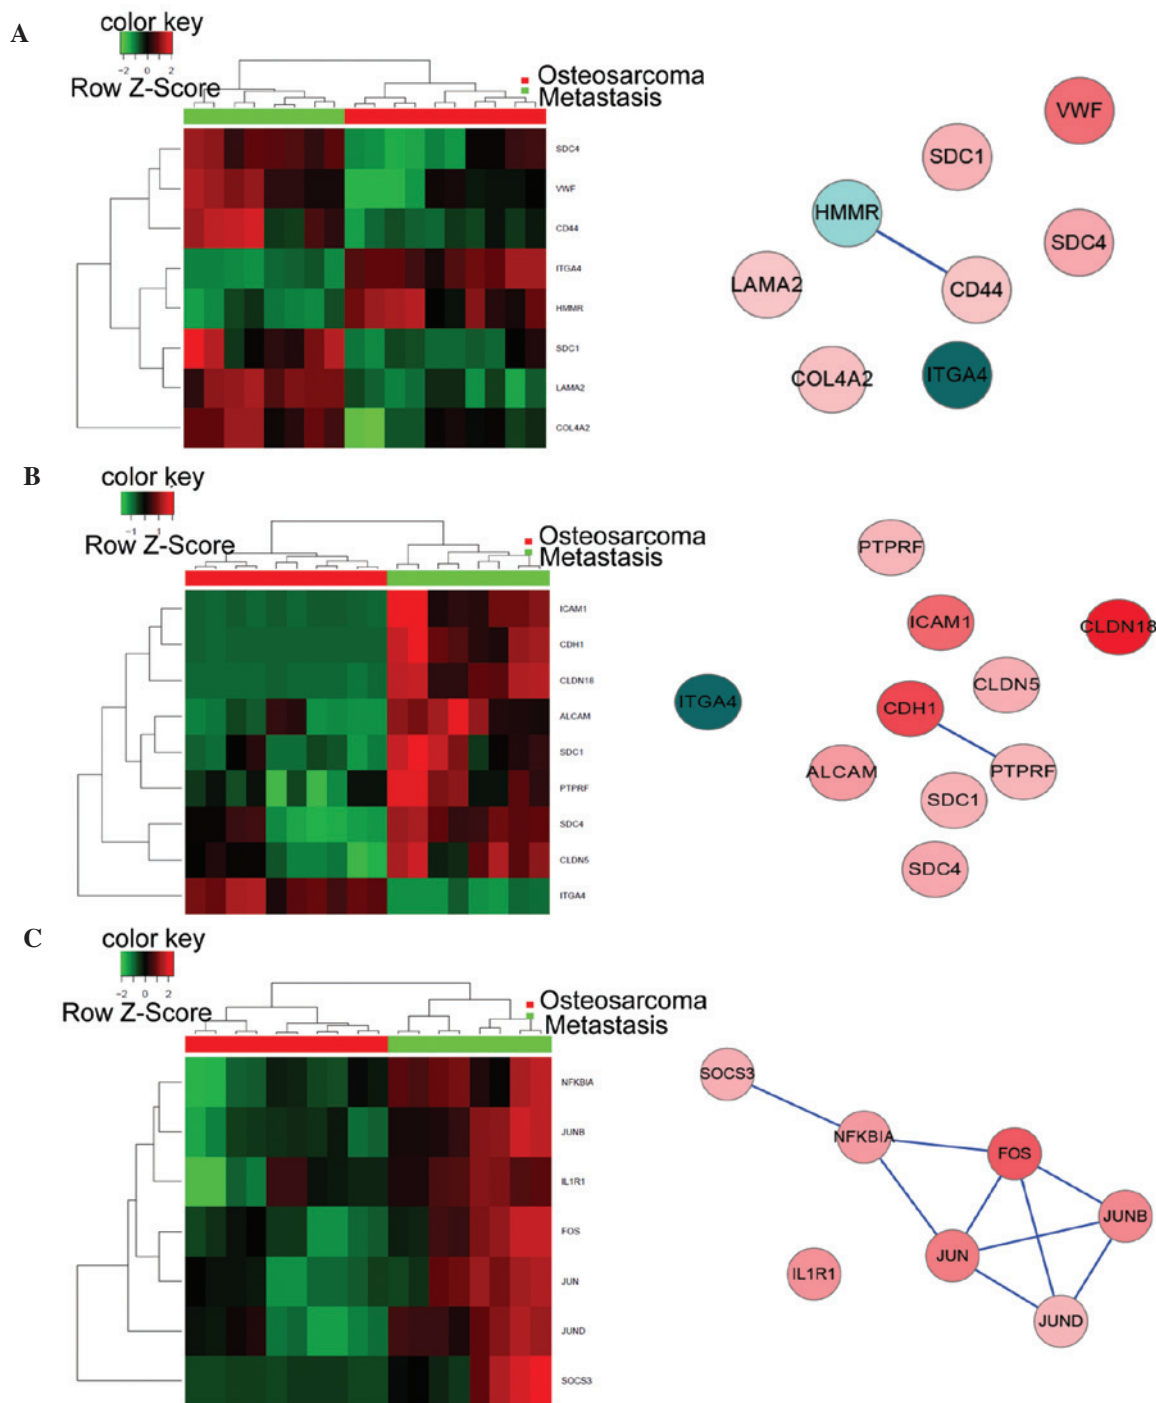 A
color key
-2 0 2
Row Z-Score
Osteosarcoma
Metastasis
SDC4
VWF
CD44
ITGA4
HMMR
SDC1
LAMA2
COL4A2
VWF
SDC1
HMMR
SDC4
LAMA2
CD44
COL4A2
ITGA4
B
color key
-1 1
Row Z-Score
Osteosarcoma
Metastasis
ICAM1
CDH1
CLDN18
ALCAM
SDC1
PTPRF
SDC4
CLDN5
ITGA4
PTPRF
ICAM1
CLDN18
CLDN5
ITGA4
CDH1
ALCAM
PTPRF
SDC1
SDC4
C
color key
-2 0 2
Row Z-Score
Osteosarcoma
Metastasis
NFKBIA
JUNB
IL1R1
FOS
JUN
JUND
SOCS3
SOCS3
NFKBIA
FOS
JUNB
JUN
IL1R1
JUND